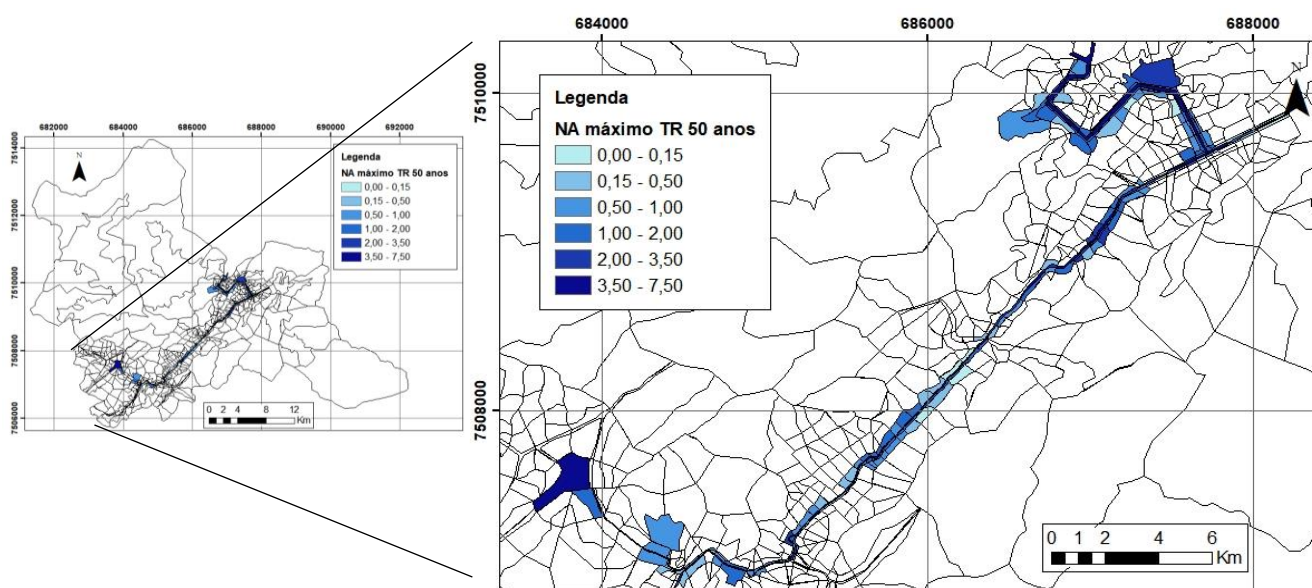 682000 684000 686000 688000 690000 692000
7514000
7512000
7510000
7508000
7506000
N
Legenda
NA máximo TR 50 anos
0,00 - 0,15
0,15 - 0,50
0,50 - 1,00
1,00 - 2,00
2,00 - 3,50
3,50 - 7,50
0 2 4 8 12
Km
684000 686000 688000
7510000
7508000
N
Legenda
NA máximo TR 50 anos
0,00 - 0,15
0,15 - 0,50
0,50 - 1,00
1,00 - 2,00
2,00 - 3,50
3,50 - 7,50
0 1 2 4 6
Km